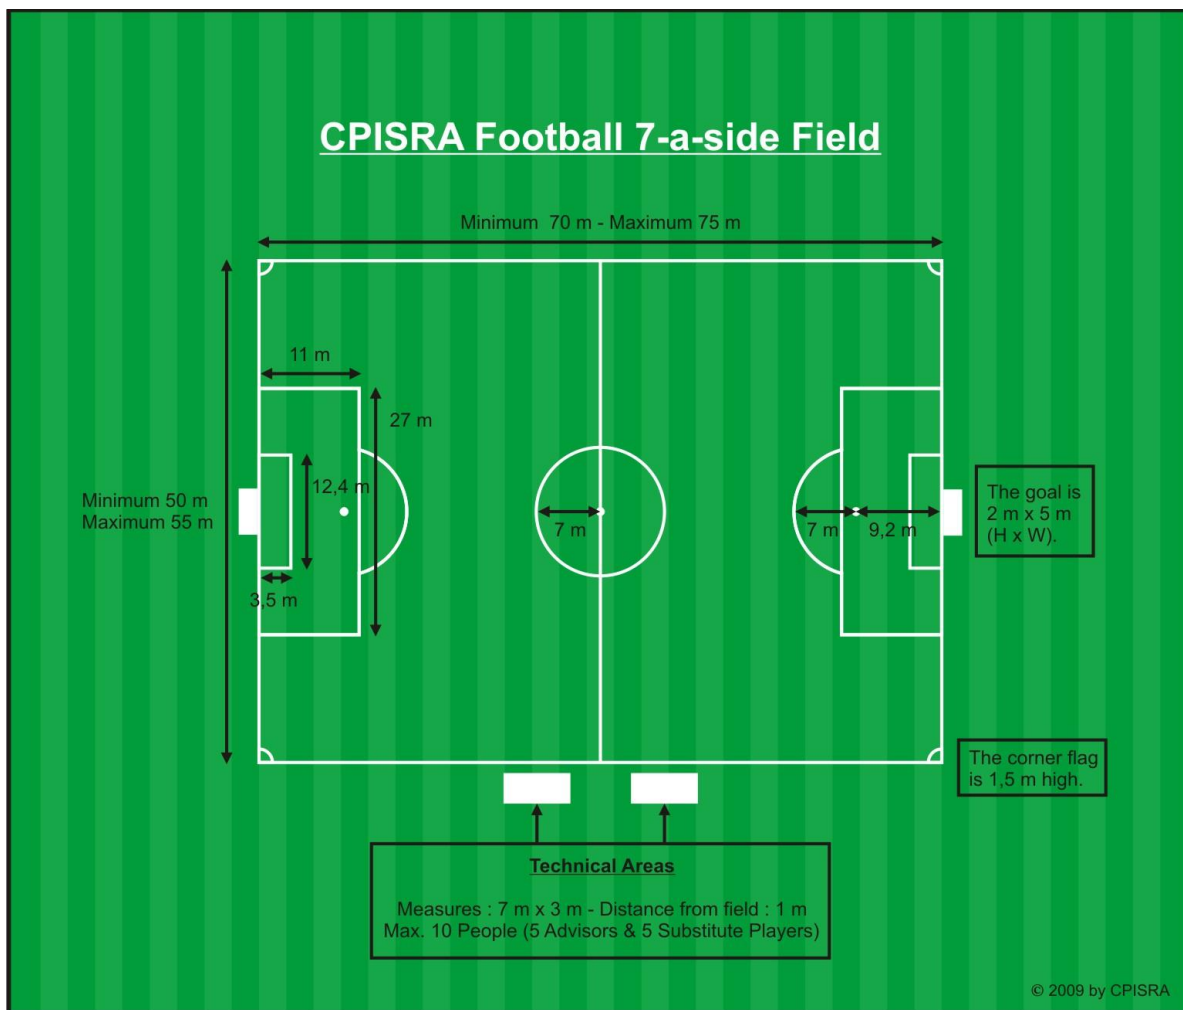 CPISRA Football 7-a-side Field
Minimum  70 m - Maximum 75 m
11 m
27 m
12,4 m
Minimum 50 m
Maximum 55 m
7 m
7 m
9,2 m
The goal is
2 m x 5 m
(H x W).
3,5 m
The corner flag
is 1,5 m high.
Technical Areas
Measures : 7 m x 3 m - Distance from field : 1 m
Max. 10 People (5 Advisors & 5 Substitute Players)
© 2009 by CPISRA